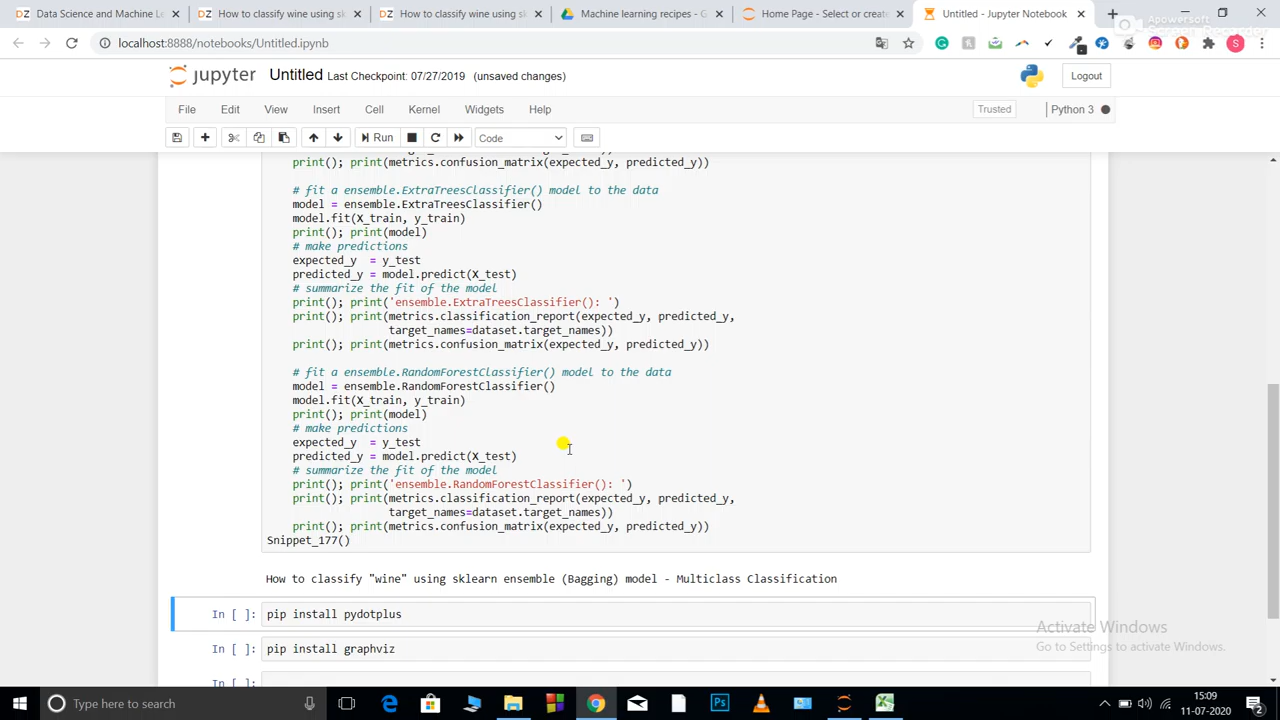 Data Science and Machine Le
How to classify wine using sk
How to classify wine using sk
Machine learning recipes - G
Home Page - Select or create
Untitled - Jupyter Notebook
localhost:8888/notebooks/Untitled.ipynb
Apowersoft
Screen Recorder
jupyter Untitled Last Checkpoint: 07/27/2019 (unsaved changes)
Logout
File Edit View Insert Cell Kernel Widgets Help
Trusted
Python 3
Run
Code
print(); print(metrics.confusion_matrix(expected_y, predicted_y))
# fit a ensemble.ExtraTreesClassifier() model to the data
model = ensemble.ExtraTreesClassifier()
model.fit(X_train, y_train)
print(); print(model)
# make predictions
expected_y  = y_test
predicted_y = model.predict(X_test)
# summarize the fit of the model
print(); print('ensemble.ExtraTreesClassifier(): ')
print(); print(metrics.classification_report(expected_y, predicted_y,
target_names=dataset.target_names))
print(); print(metrics.confusion_matrix(expected_y, predicted_y))
# fit a ensemble.RandomForestClassifier() model to the data
model = ensemble.RandomForestClassifier()
model.fit(X_train, y_train)
print(); print(model)
# make predictions
expected_y  = y_test
predicted_y = model.predict(X_test)
# summarize the fit of the model
print(); print('ensemble.RandomForestClassifier(): ')
print(); print(metrics.classification_report(expected_y, predicted_y,
target_names=dataset.target_names))
print(); print(metrics.confusion_matrix(expected_y, predicted_y))
Snippet_177()
How to classify "wine" using sklearn ensemble (Bagging) model - Multiclass Classification
In [ ]: pip install pydotplus
In [ ]: pip install graphviz
In [ ]:
Activate Windows
Go to Settings to activate Windows.
Type here to search
15:09
11-07-2020
2